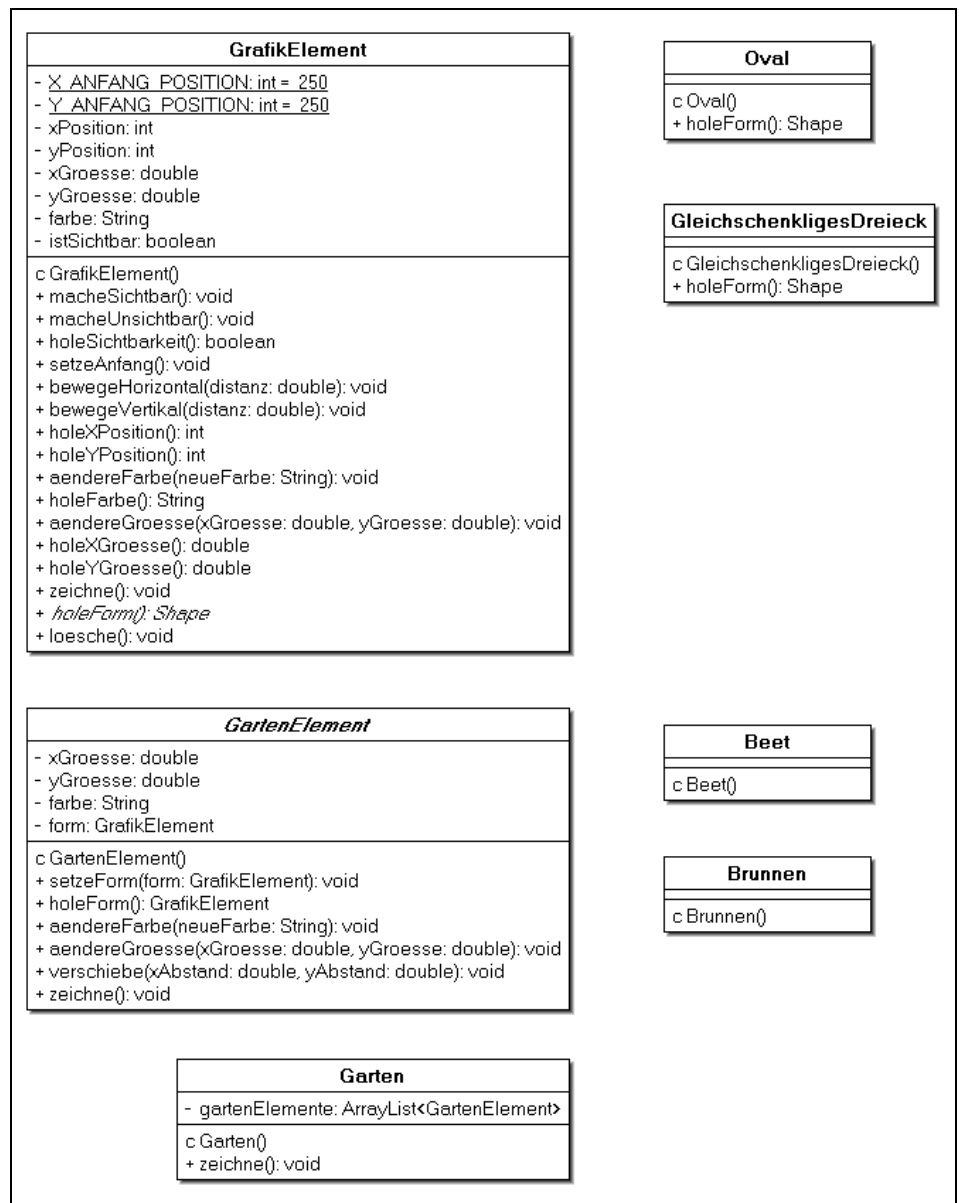 GrafikElement
- X_ANFANG_POSITION: int = 250
- Y_ANFANG_POSITION: int = 250
- xPosition: int
- yPosition: int
- xGroesse: double
- yGroesse: double
- farbe: String
- istSichtbar: boolean
c GrafikElement()
+ macheSichtbar(): void
+ macheUnsichtbar(): void
+ holeSichtbarkeit(): boolean
+ setzeAnfang(): void
+ bewegeHorizontal(distanz: double): void
+ bewegeVertikal(distanz: double): void
+ holeXPosition(): int
+ holeYPosition(): int
+ aendereFarbe(neueFarbe: String): void
+ holeFarbe(): String
+ aendereGroesse(xGroesse: double, yGroesse: double): void
+ holeXGroesse(): double
+ holeYGroesse(): double
+ zeichne(): void
+ holeForm(): Shape
+ loesche(): void
Oval
c Oval()
+ holeForm(): Shape
GleichschenkligesDreieck
c GleichschenkligesDreieck()
+ holeForm(): Shape
GartenElement
- xGroesse: double
- yGroesse: double
- farbe: String
- form: GrafikElement
c GartenElement()
+ setzeForm(form: GrafikElement): void
+ holeForm(): GrafikElement
+ aendereFarbe(neueFarbe: String): void
+ aendereGroesse(xGroesse: double, yGroesse: double): void
+ verschiebe(xAbstand: double, yAbstand: double): void
+ zeichne(): void
Beet
c Beet()
Brunnen
c Brunnen()
Garten
- gartenElemente: ArrayList<GartenElement>
c Garten()
+ zeichne(): void